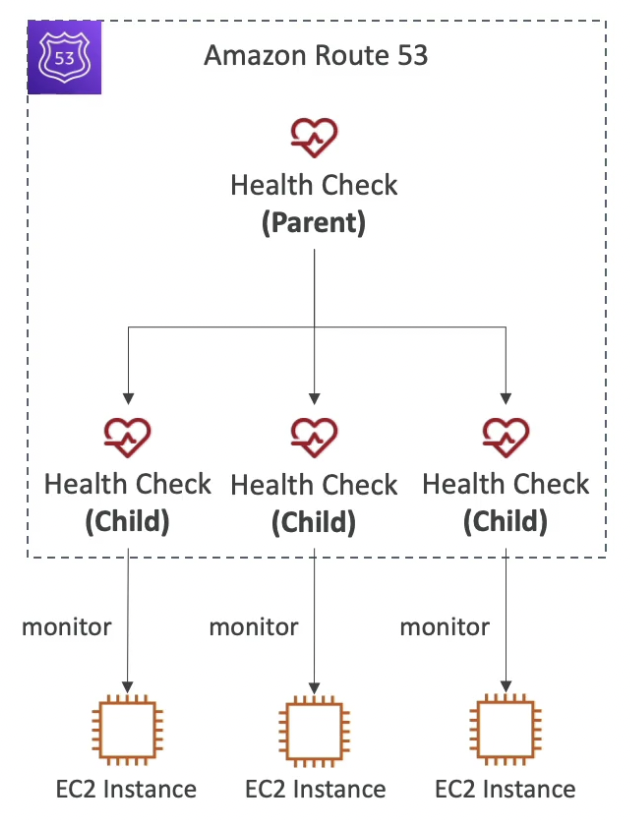 53
Amazon Route 53
Health Check
(Parent)
Health Check
(Child)
Health Check
(Child)
Health Check
(Child)
monitor
monitor
monitor
EC2 Instance
EC2 Instance
EC2 Instance